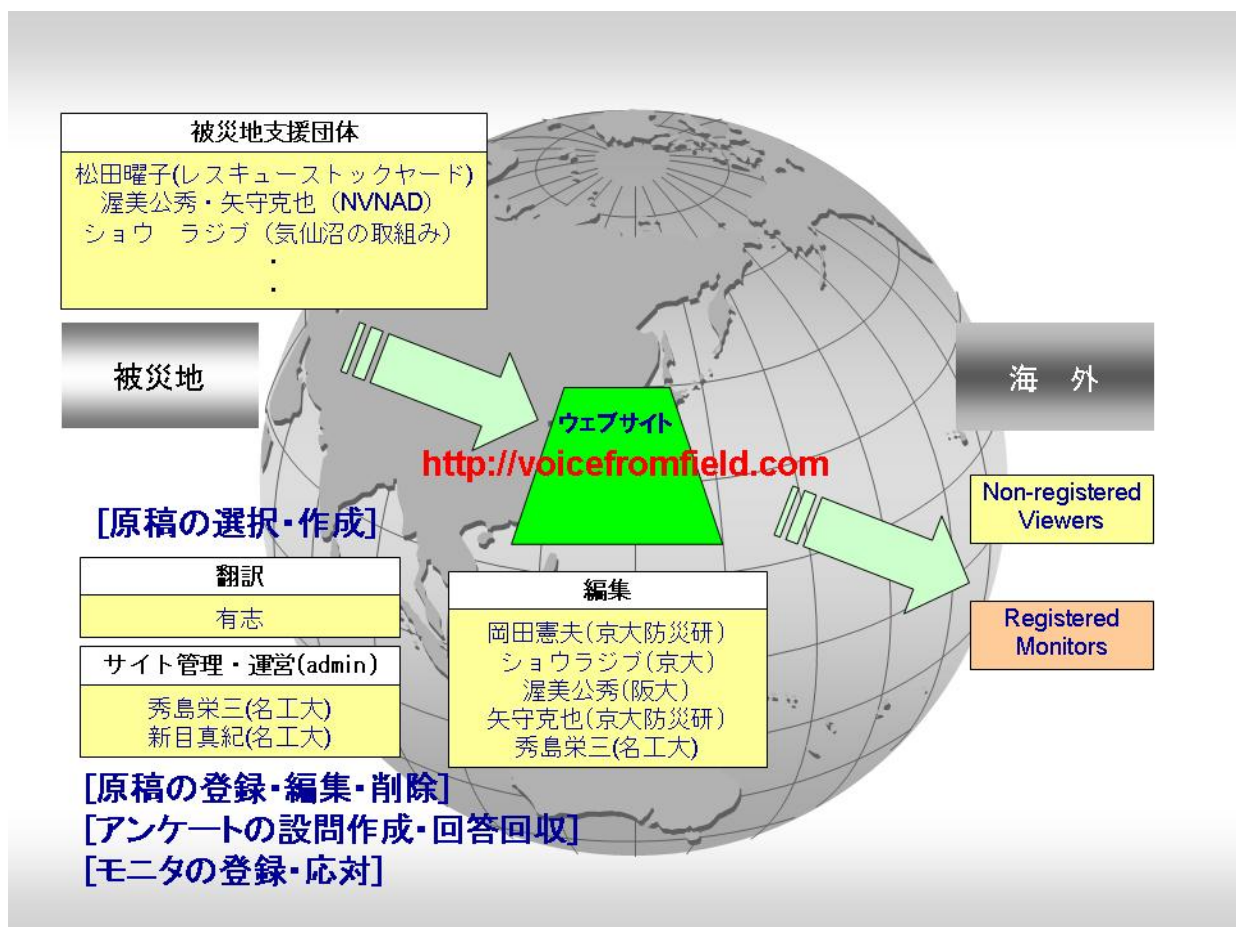 被災地支援団体
松田曜子(レスキューストックヤード)
渥美公秀・矢守克也（NVNAD）
ショウ　ラジブ（気仙沼の取組み）
・
・
被災地
海　外
ウェブサイト
http://voicefromfield.com
Non-registered
Viewers
[原稿の選択・作成]
翻訳
有志
編集
岡田憲夫(京大防災研)
ショウラジブ(京大)
渥美公秀(阪大)
矢守克也(京大防災研)
秀島栄三(名工大)
Registered
Monitors
サイト管理・運営(admin)
秀島栄三(名工大)
新目真紀(名工大)
[原稿の登録・編集・削除]
[アンケートの設問作成・回答回収]
[モニタの登録・応対]